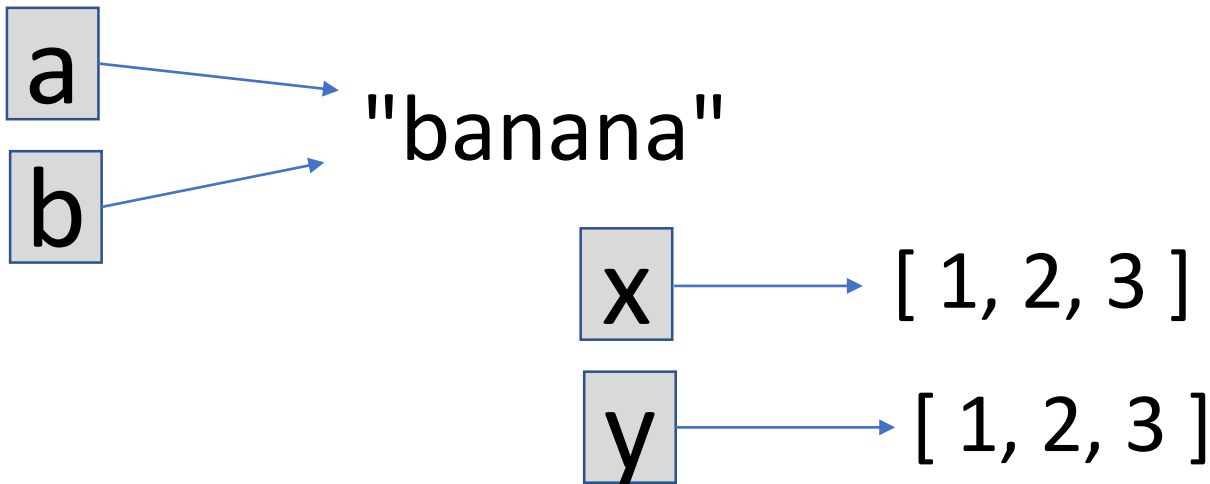 a
"banana"
b
x
[ 1, 2, 3 ]
y
[ 1, 2, 3 ]